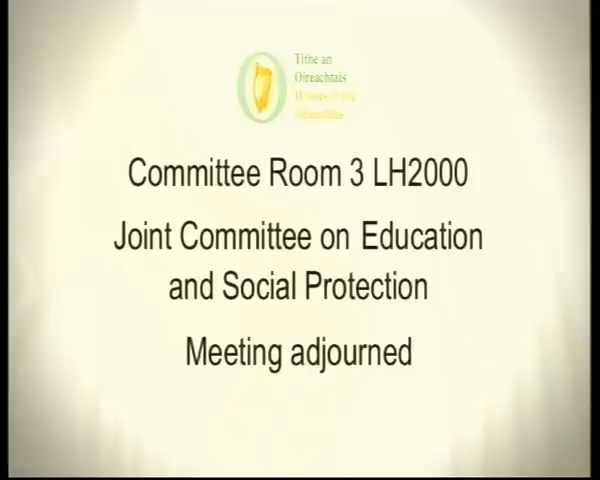 Tithe an
Oireachtais
Houses of the
Oireachtas
Committee Room 3 LH2000
Joint Committee on Education
and Social Protection
Meeting adjourned